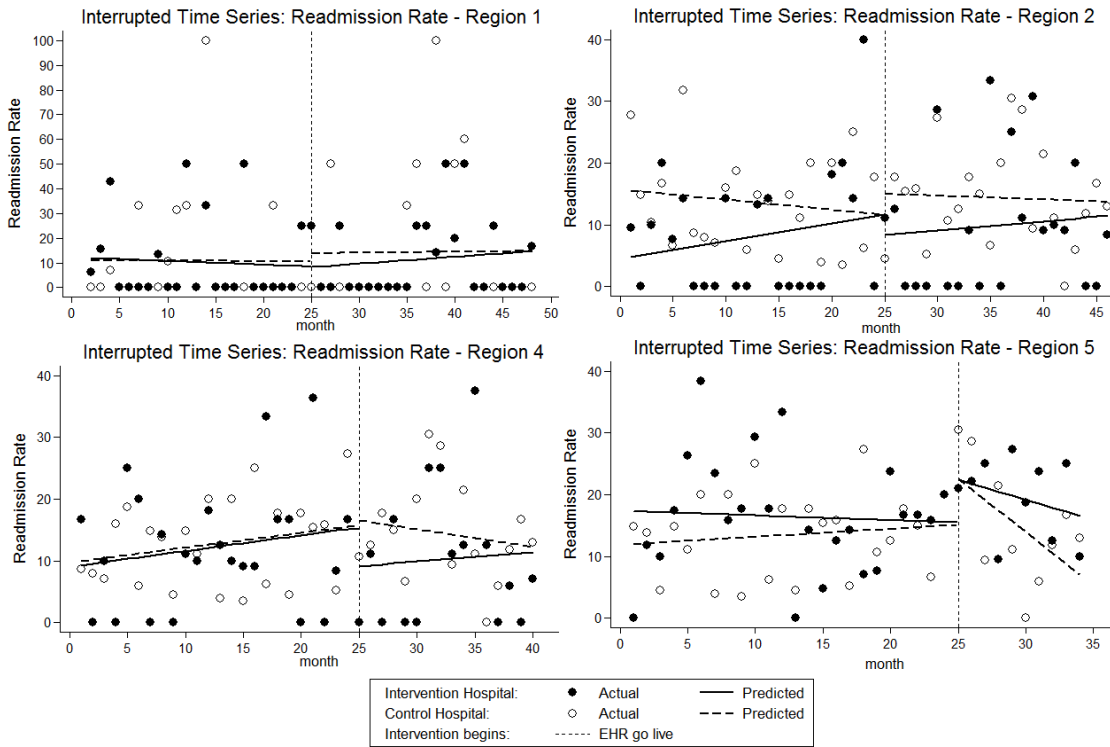 Interrupted Time Series: Readmission Rate - Region 1
100
90
80
70
60
50
40
30
20
10
0
Readmission Rate
0 5 10 15 20 25 30 35 40 45 50
month
Interrupted Time Series: Readmission Rate - Region 2
40
30
20
10
0
Readmission Rate
0 5 10 15 20 25 30 35 40 45
month
Interrupted Time Series: Readmission Rate - Region 4
40
30
20
10
0
Readmission Rate
0 5 10 15 20 25 30 35 40
month
Interrupted Time Series: Readmission Rate - Region 5
40
30
20
10
0
Readmission Rate
0 5 10 15 20 25 30 35
month
Intervention Hospital: Actual Predicted
Control Hospital: Actual Predicted
Intervention begins: EHR go live